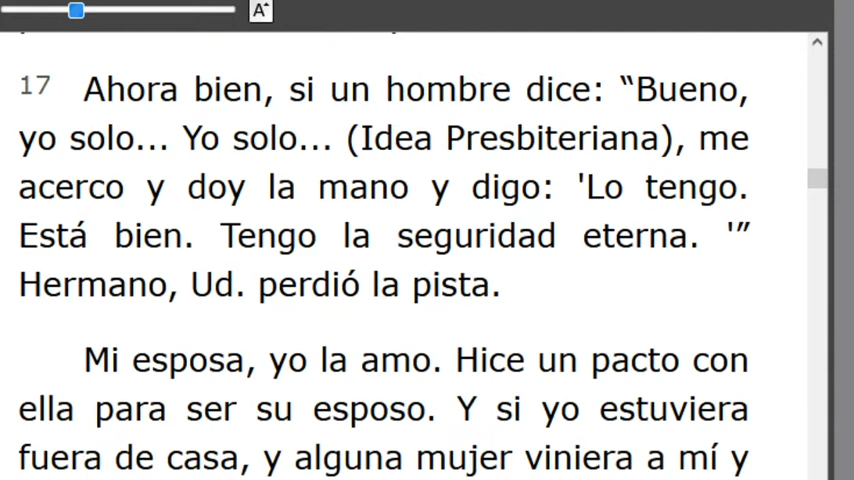 A
17 Ahora bien, si un hombre dice: “Bueno,
yo solo... Yo solo... (Idea Presbiteriana), me
acerco y doy la mano y digo: 'Lo tengo.
Está bien. Tengo la seguridad eterna. '”
Hermano, Ud. perdió la pista.
Mi esposa, yo la amo. Hice un pacto con
ella para ser su esposo. Y si yo estuviera
fuera de casa, y alguna mujer viniera a mí y